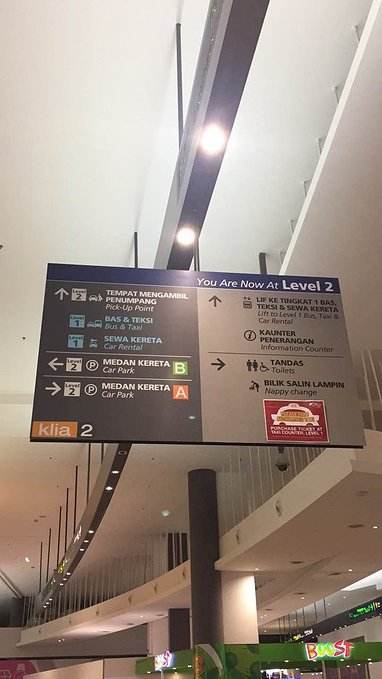 You Are Now At Level 2
Level 2
TEMPAT MENGAMBIL
PENUMPANG
Pick-Up Point
Level 1
BAS & TEKSI
Bus & Taxi
Level 1
SEWA KERETA
Car Rental
Level 2
P
MEDAN KERETA
Car Park
B
Level 2
P
MEDAN KERETA
Car Park
A
klia 2
LIF KE TINGKAT 1 BAS,
TEKSI & SEWA KERETA
Lift to Level 1 Bus, Taxi &
Car Rental
i
KAUNTER
PENERANGAN
Information Counter
TANDAS
Toilets
BILIK SALIN LAMPIN
Nappy change
PURCHASE TICKET AT
TAXI COUNTER, LEVEL 1
BUST